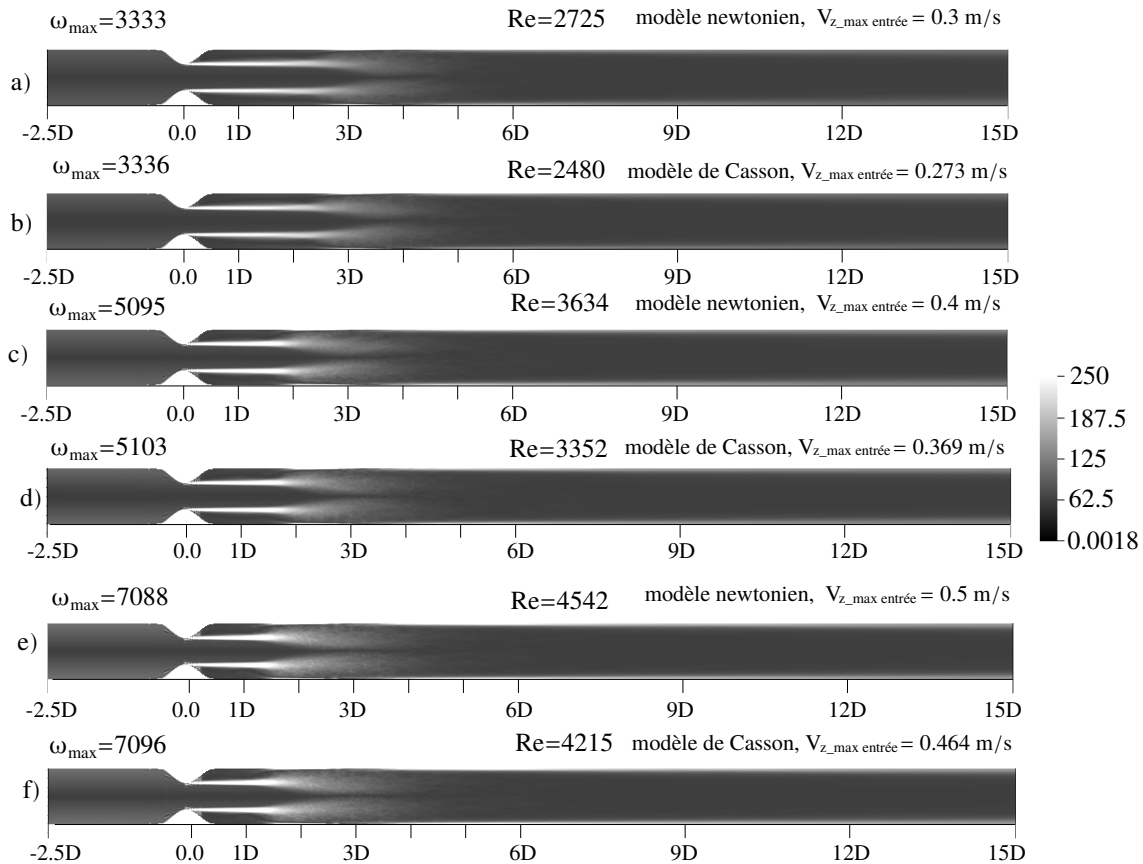 ω_max=3333 Re=2725 modèle newtonien, V_z_max entrée = 0.3 m/s
a)
-2.5D 0.0 1D 3D 6D 9D 12D 15D
ω_max=3336 Re=2480 modèle de Casson, V_z_max entrée = 0.273 m/s
b)
-2.5D 0.0 1D 3D 6D 9D 12D 15D
ω_max=5095 Re=3634 modèle newtonien, V_z_max entrée = 0.4 m/s
c)
-2.5D 0.0 1D 3D 6D 9D 12D 15D
ω_max=5103 Re=3352 modèle de Casson, V_z_max entrée = 0.369 m/s
d)
-2.5D 0.0 1D 3D 6D 9D 12D 15D
250
187.5
125
62.5
0.0018
ω_max=7088 Re=4542 modèle newtonien, V_z_max entrée = 0.5 m/s
e)
-2.5D 0.0 1D 3D 6D 9D 12D 15D
ω_max=7096 Re=4215 modèle de Casson, V_z_max entrée = 0.464 m/s
f)
-2.5D 0.0 1D 3D 6D 9D 12D 15D